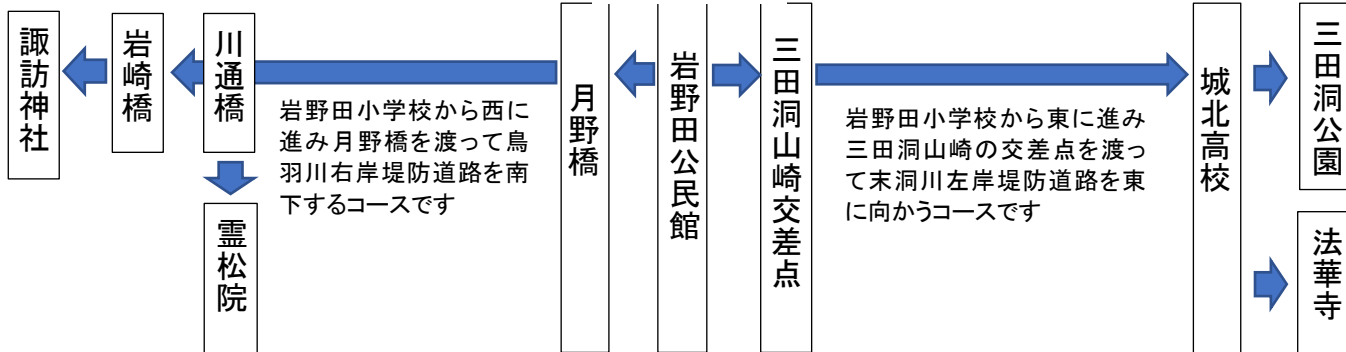 諏訪神社
岩崎橋
川通橋
霊松院
岩野田小学校から西に
進み月野橋を渡って鳥
羽川右岸堤防道路を南
下するコースです
月野橋
岩野田公民館
三田洞山崎交差点
岩野田小学校から東に進み
三田洞山崎の交差点を渡っ
て末洞川左岸堤防道路を東
に向かうコースです
城北高校
三田洞公園
法華寺